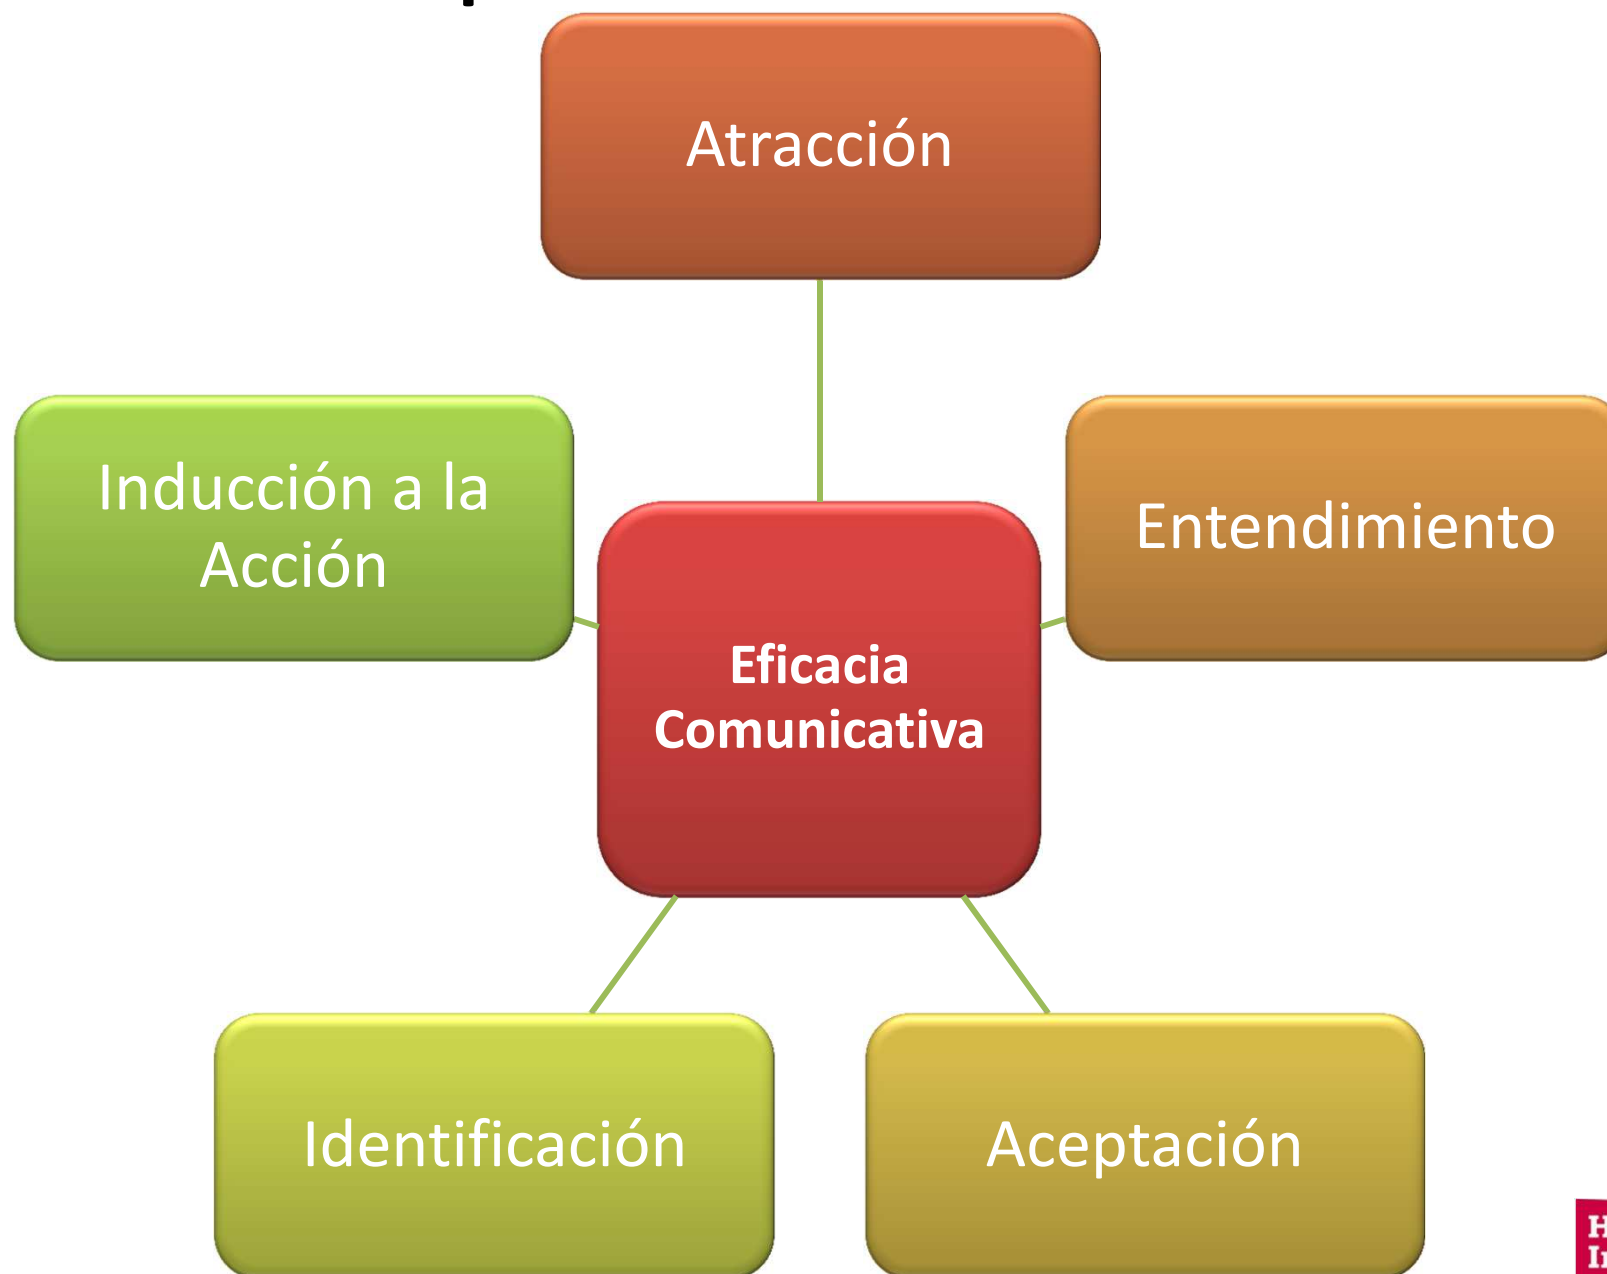 Atracción
Entendimiento
Inducción a la
Acción
Eficacia
Comunicativa
Identificación
Aceptación